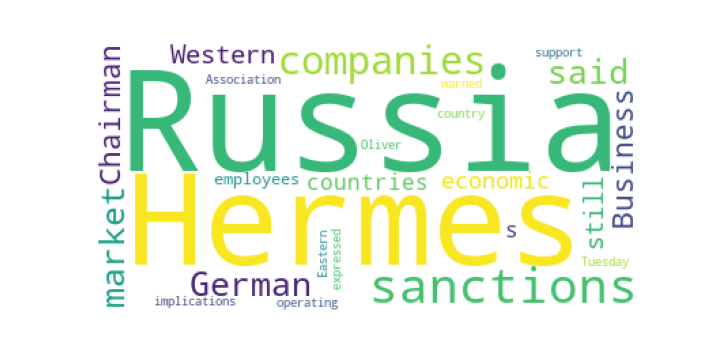 Western
companies
support
said
Chairman
Association
warned
Russia
country
Oliver
Business
employees
countries
economic
Hermes
market
still
s
Eastern
expressed
Tuesday
German
sanctions
implications
operating